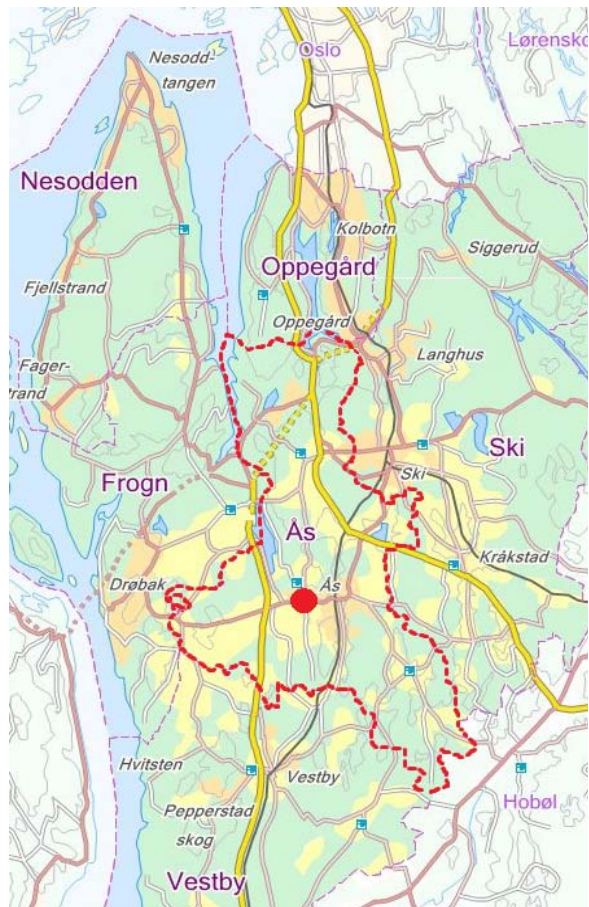 Nesodd-
tangen
Oslo
Lørensko
Nesodden
Kolbotn
Siggerud
Oppegård
Fjellstrand
Oppegård
Langhus
Fager-
trand
Ski
Ski
Frogn
Ås
Kråkstad
Drøbak
Ås
Hvitsten
Vestby
Hobøl
Pepperstad
skog
Vestby